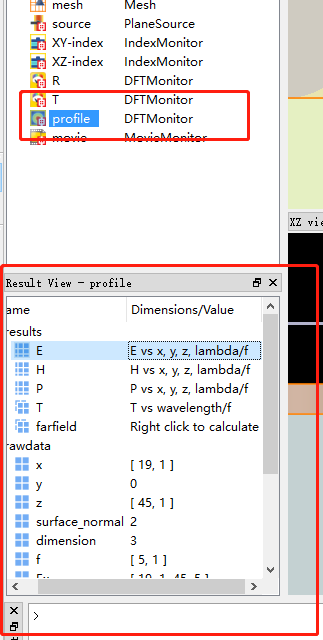 mesh Mesh
source PlaneSource
XY-index IndexMonitor
XZ-index IndexMonitor
R DFTMonitor
T DFTMonitor
profile DFTMonitor
movie MovieMonitor
XZ vie
Result View - profile
ame Dimensions/Value
results
E E vs x, y, z, lambda/f
H H vs x, y, z, lambda/f
P P vs x, y, z, lambda/f
T T vs wavelength/f
farfield Right click to calculate
rawdata
x [ 19, 1 ]
y 0
z [ 45, 1 ]
surface_normal 2
dimension 3
f [ 5, 1 ]
Ex [ 19, 1, 45, 5 ]
>